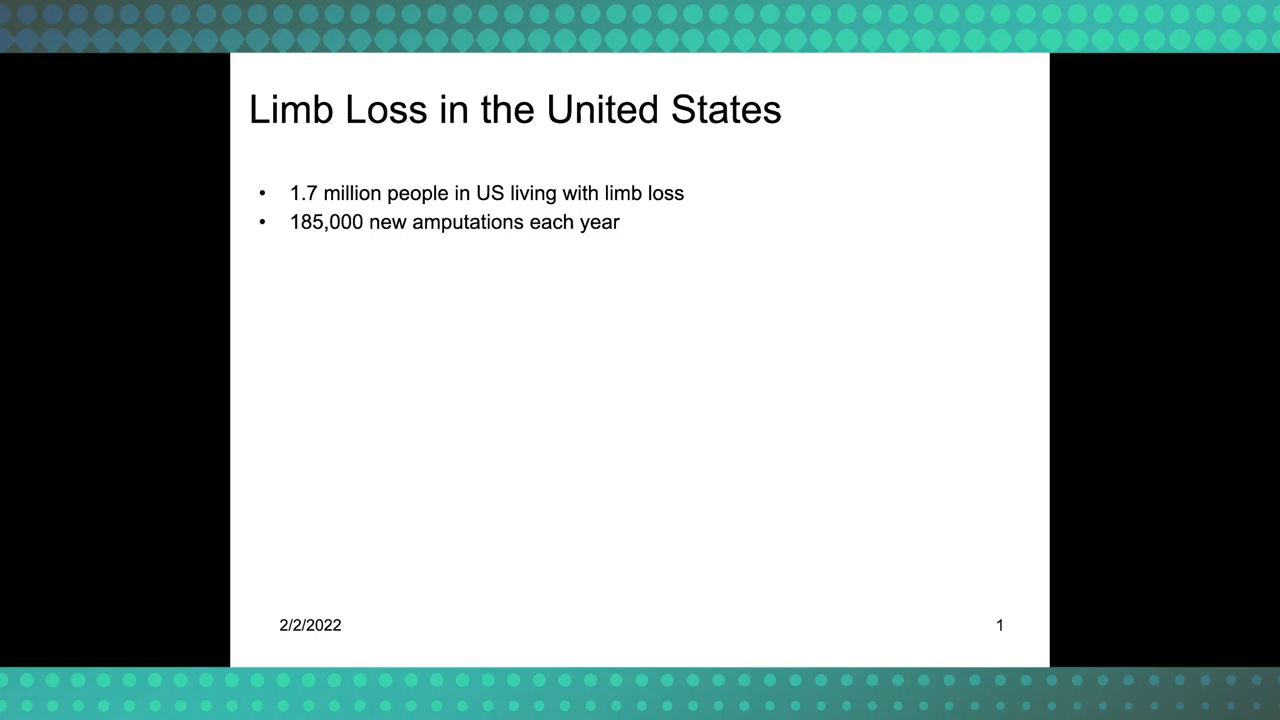 Limb Loss in the United States
• 1.7 million people in US living with limb loss
• 185,000 new amputations each year
2/2/2022 1